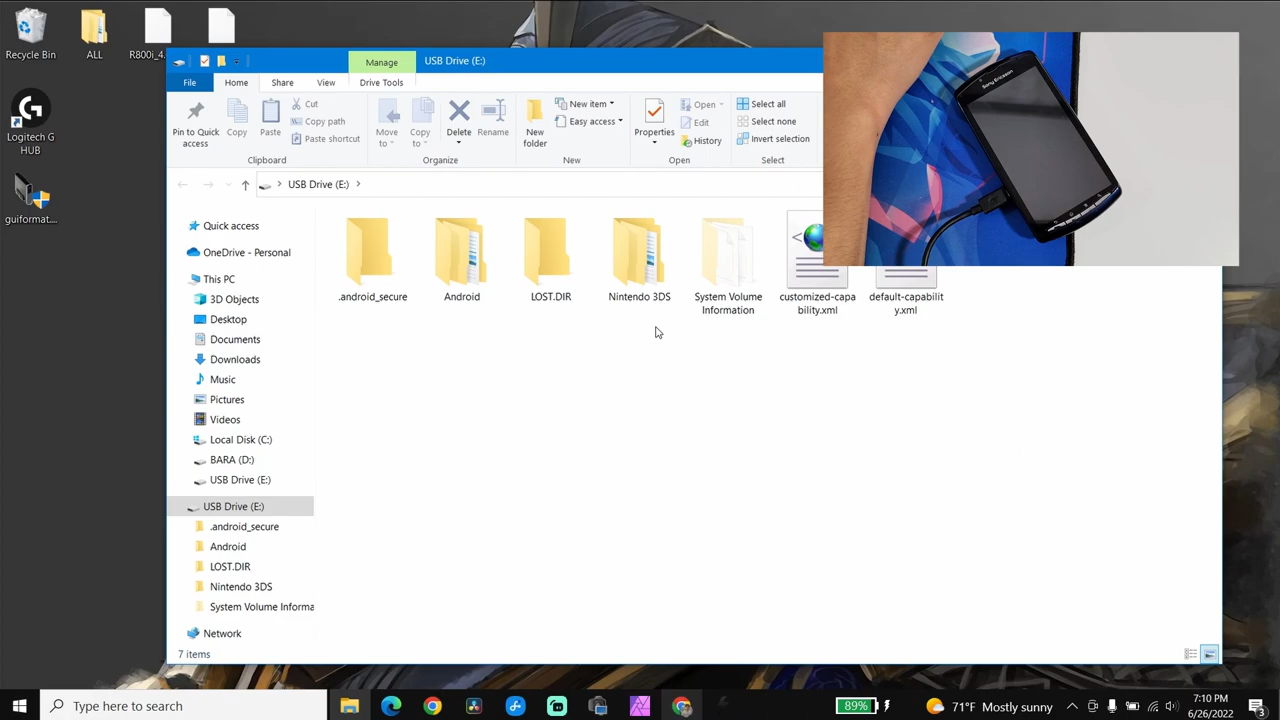 Recycle Bin
ALL
R800i_4.
Logitech G
HUB
guiformat....
Manage
USB Drive (E:)
File
Home
Share
View
Drive Tools
Pin to Quick
access
Copy
Paste
Cut
Copy path
Paste shortcut
Clipboard
Move
to
Copy
to
Delete
Rename
Organize
New
folder
New item
Easy access
New
Properties
Open
Edit
History
Open
Select all
Select none
Invert selection
Select
USB Drive (E:)
Sony Ericsson
Quick access
OneDrive - Personal
This PC
3D Objects
Desktop
Documents
Downloads
Music
Pictures
Videos
Local Disk (C:)
BARA (D:)
USB Drive (E:)
USB Drive (E:)
.android_secure
Android
LOST.DIR
Nintendo 3DS
System Volume Informa
Network
.android_secure
Android
LOST.DIR
Nintendo 3DS
System Volume
Information
customized-capa
bility.xml
default-capabilit
y.xml
7 items
Type here to search
89%
71°F Mostly sunny
7:10 PM
6/26/2022
3